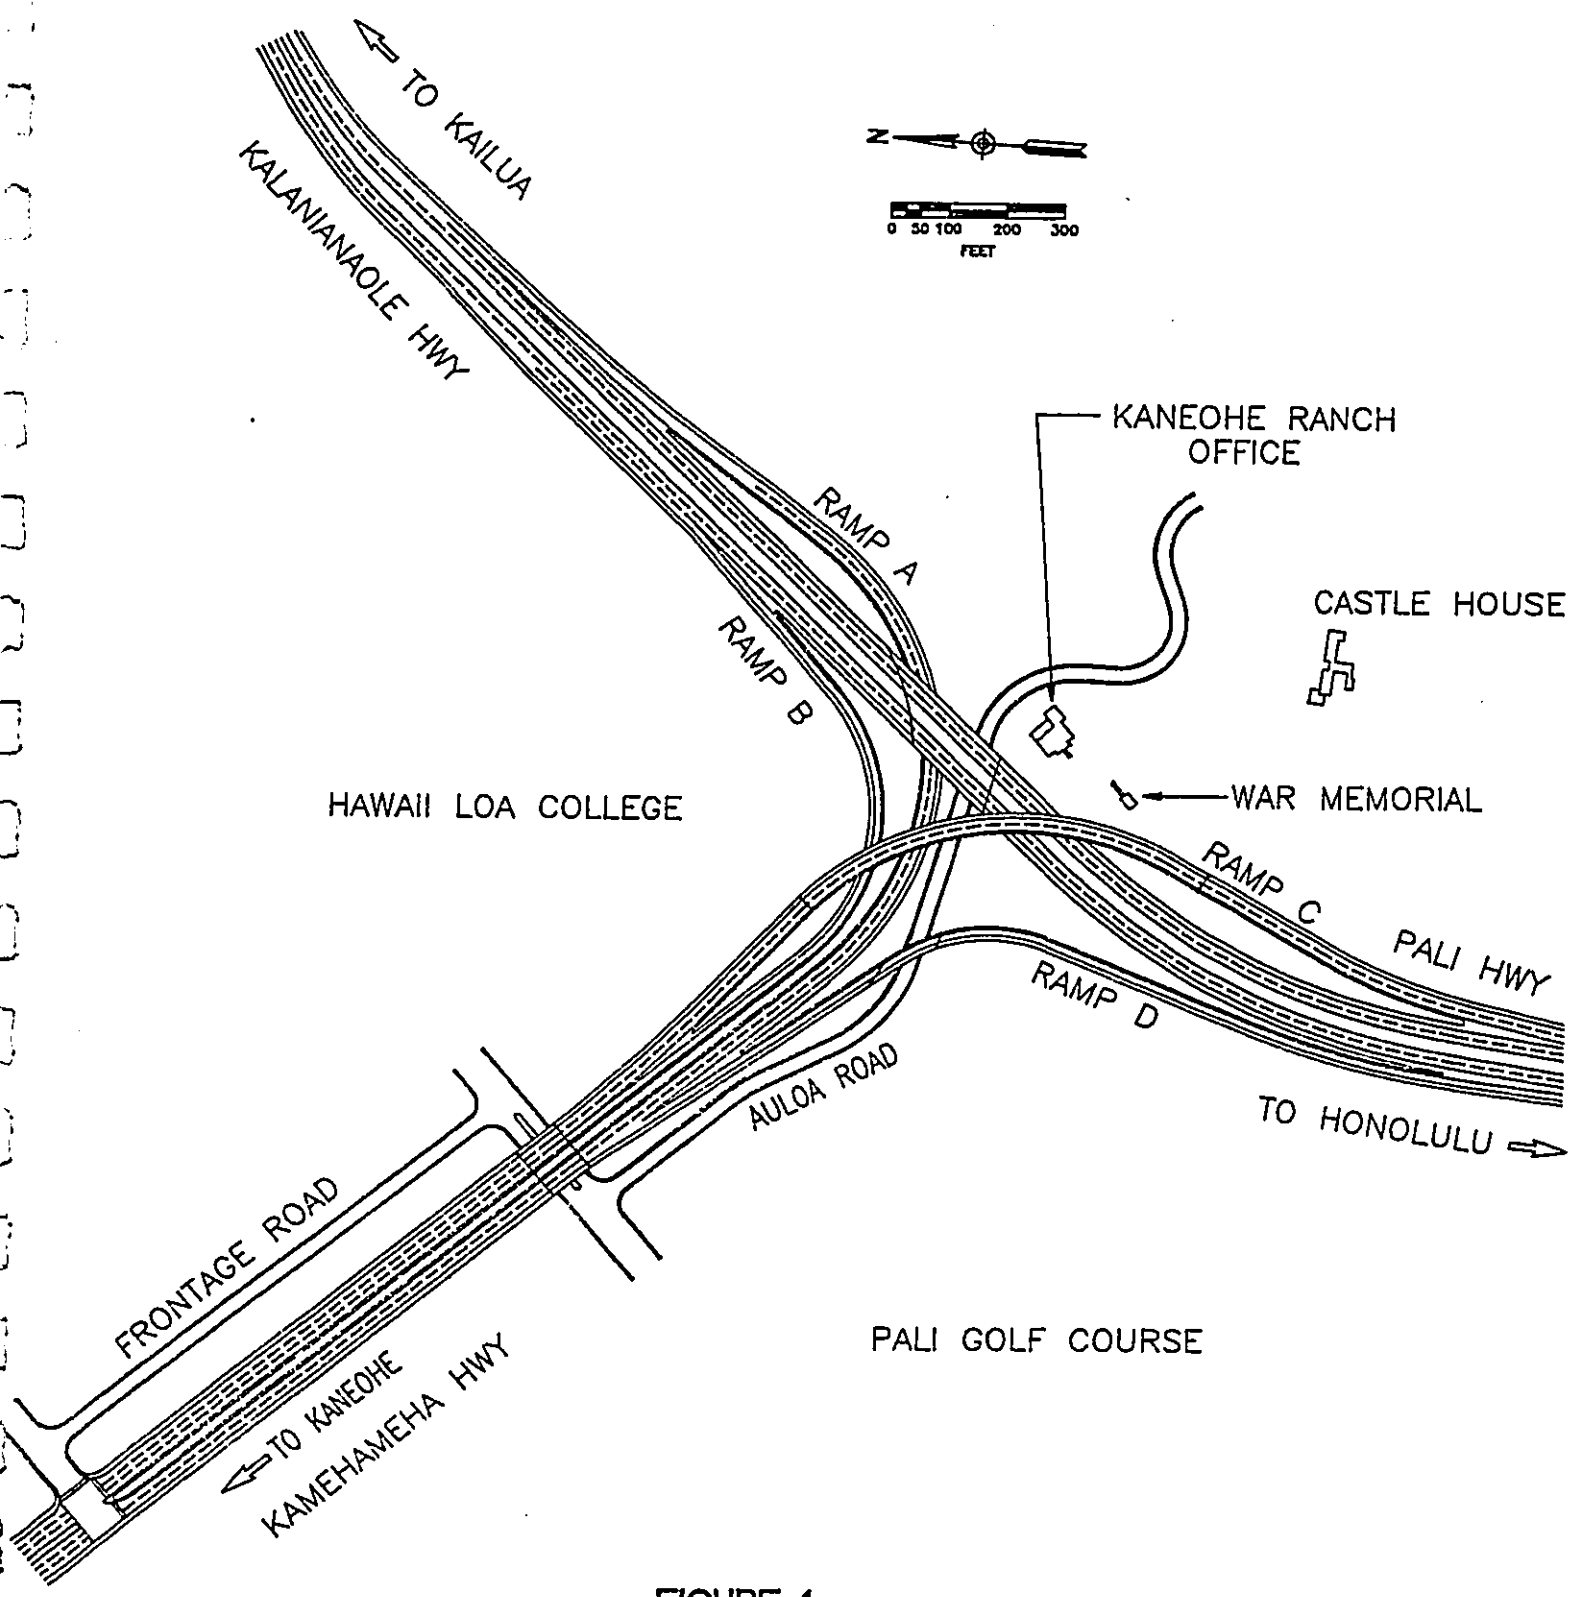 TO KAILUA
KALANIANAOLE HWY
N
0 50 100 200 300
FEET
KANEOHE RANCH
OFFICE
RAMP A
CASTLE HOUSE
RAMP B
HAWAII LOA COLLEGE
WAR MEMORIAL
RAMP C
PALI HWY
RAMP D
AULOA ROAD
TO HONOLULU
FRONTAGE ROAD
PALI GOLF COURSE
TO KANEOHE
KAMEHAMEHA HWY